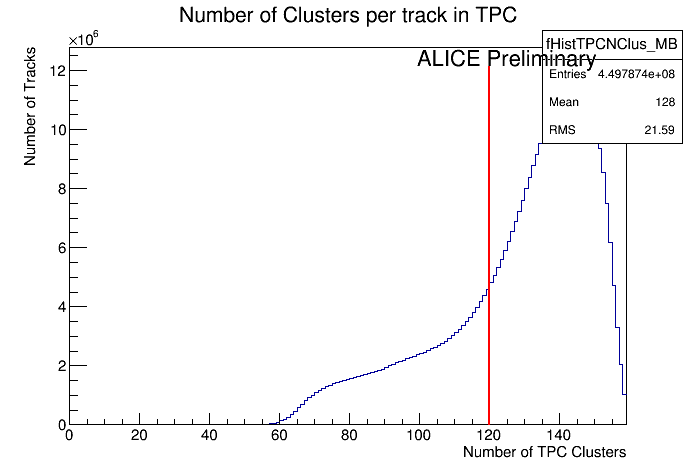 Number of Clusters per track in TPC
×10⁶
fHistTPCNClus_MB
ALICE Preliminary
Entries 4.497874e+08
Mean 128
RMS 21.59
Number of Tracks
12
10
8
6
4
2
0
0 20 40 60 80 100 120 140
Number of TPC Clusters